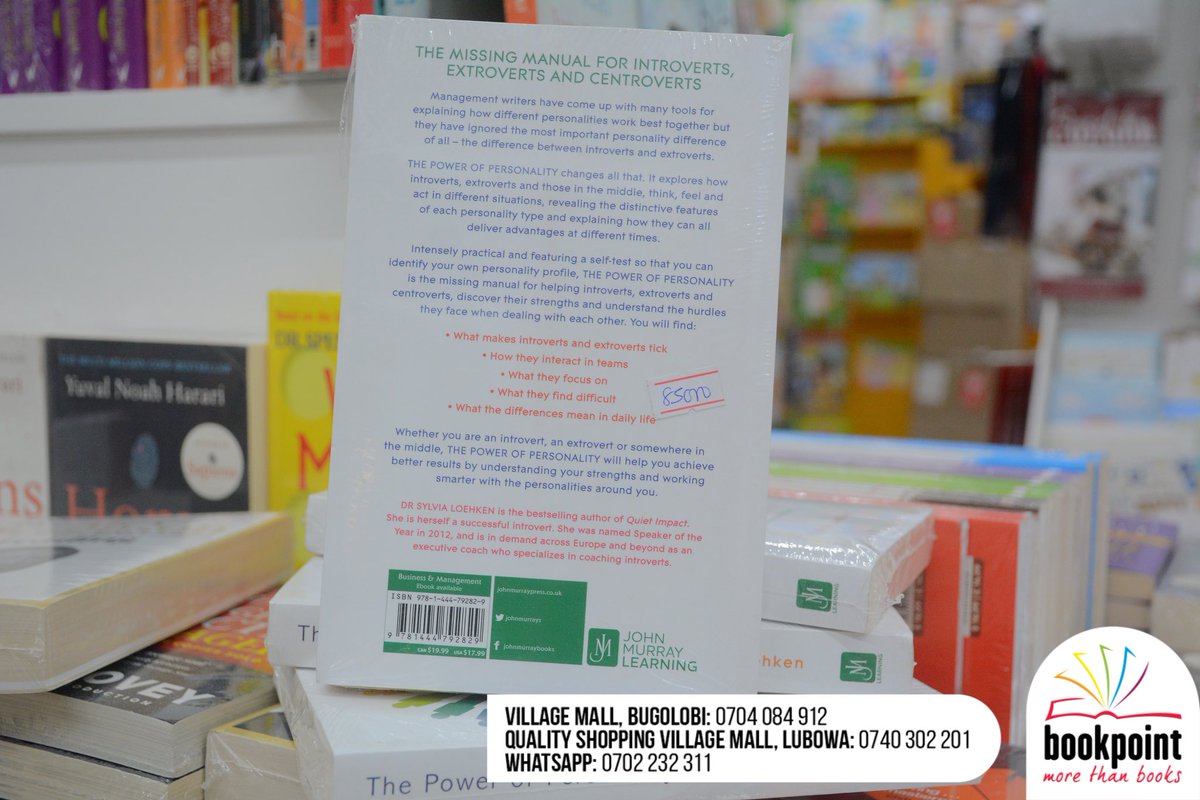 THE MISSING MANUAL FOR INTROVERTS,
EXTROVERTS AND CENTROVERTS
Management writers have come up with many tools for
explaining how different personalities work best together but
they have ignored the most important personality difference
of all – the difference between introverts and extroverts.
THE POWER OF PERSONALITY changes all that. It explores how
introverts, extroverts and those in the middle, think, feel and
act in different situations, revealing the distinctive features
of each personality type and explaining how they can all
deliver advantages at different times.
Intensely practical and featuring a self-test so that you can
identify your own personality profile, THE POWER OF PERSONALITY
is the missing manual for helping introverts, extroverts and
centroverts, discover their strengths and understand the hurdles
they face when dealing with each other. You will find:
• What makes introverts and extroverts tick
• How they interact in teams
• What they focus on
• What they find difficult
• What the differences mean in daily life
85000
Whether you are an introvert, an extrovert or somewhere in
the middle, THE POWER OF PERSONALITY will help you achieve
better results by understanding your strengths and working
smarter with the personalities around you.
DR SYLVIA LOEHKEN is the bestselling author of Quiet Impact.
She is herself a successful introvert. She was named Speaker of the
Year in 2012, and is in demand across Europe and beyond as an
executive coach who specializes in coaching introverts.
Business & Management
Ebook available
ISBN 978-1-444-79282-9
9 781444 792829
CAN $19.99 USA $17.99
johnmurraypress.co.uk
johnmurrays
johnmurraybooks
JM
JOHN
MURRAY
LEARNING
Yuval Noah Harari
Sapiens
OVEY
The Power of
hken
LEARNING
VILLAGE MALL, BUGOLOBI: 0704 084 912
QUALITY SHOPPING VILLAGE MALL, LUBOWA: 0740 302 201
WHATSAPP: 0702 232 311
bookpoint
more than books